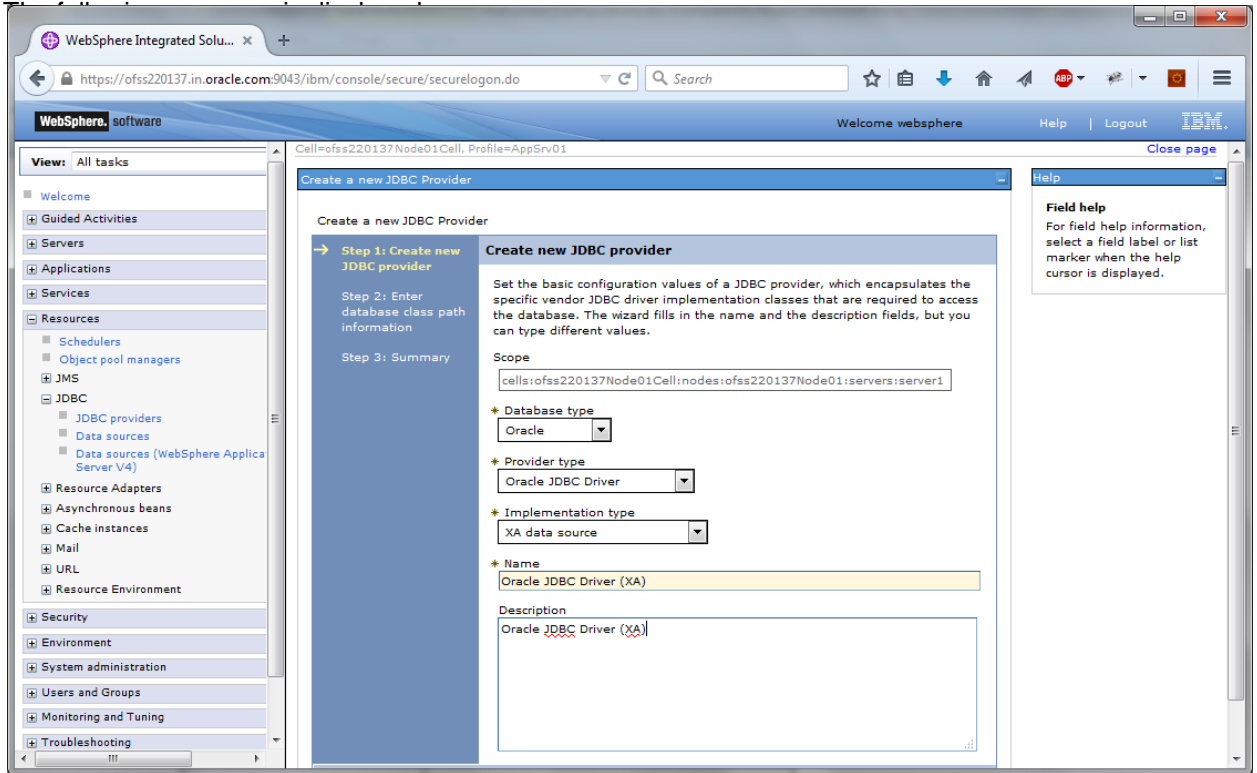 WebSphere Integrated Solu...
https://ofss220137.in.oracle.com:9043/ibm/console/secure/securelogon.do
Search
ABP
WebSphere. software
Welcome websphere
Help | Logout
IBM.
View: All tasks
Welcome
Guided Activities
Servers
Applications
Services
Resources
Schedulers
Object pool managers
JMS
JDBC
JDBC providers
Data sources
Data sources (WebSphere Applica
Server V4)
Resource Adapters
Asynchronous beans
Cache instances
Mail
URL
Resource Environment
Security
Environment
System administration
Users and Groups
Monitoring and Tuning
Troubleshooting
Cell=ofss220137Node01Cell, Profile=AppSrv01
Close page
Create a new JDBC Provider
Create a new JDBC Provider
Step 1: Create new
JDBC provider
Step 2: Enter
database class path
information
Step 3: Summary
Create new JDBC provider
Set the basic configuration values of a JDBC provider, which encapsulates the
specific vendor JDBC driver implementation classes that are required to access
the database. The wizard fills in the name and the description fields, but you
can type different values.
Scope
cells:ofss220137Node01Cell:nodes:ofss220137Node01:servers:server1
Database type
Oracle
Provider type
Oracle JDBC Driver
Implementation type
XA data source
Name
Oracle JDBC Driver (XA)
Description
Oracle JDBC Driver (XA)
Help
Field help
For field help information,
select a field label or list
marker when the help
cursor is displayed.